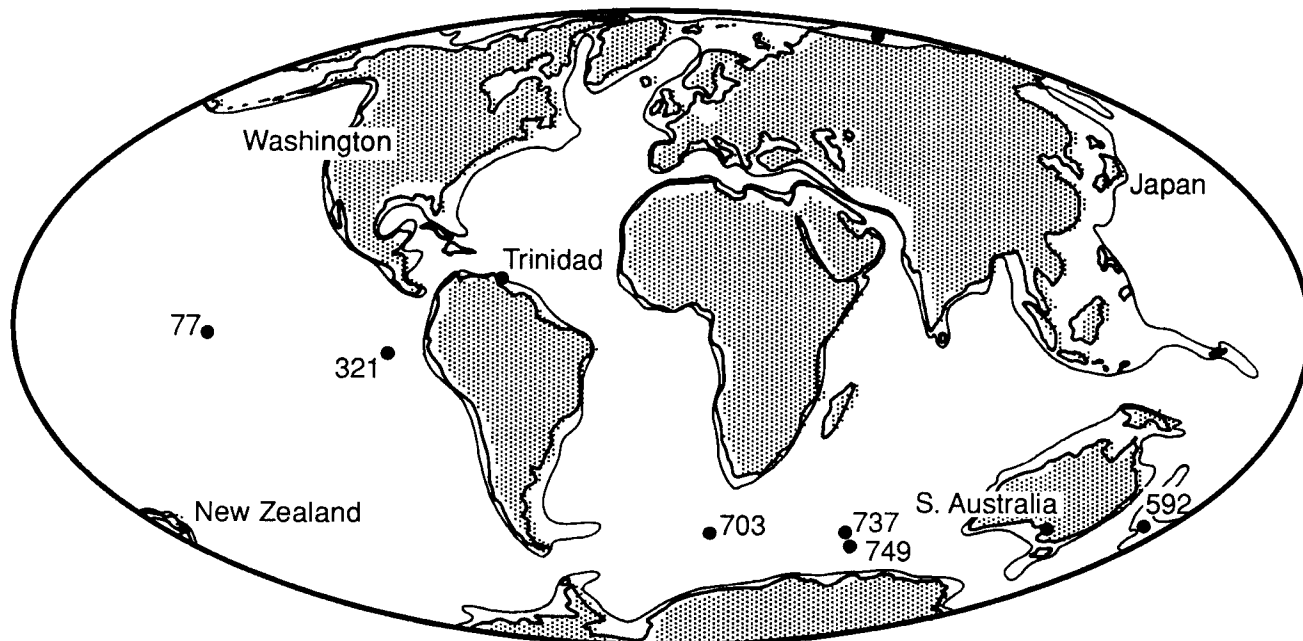 Washington
Japan
Trinidad
77
321
New Zealand
703
737
749
S. Australia
592